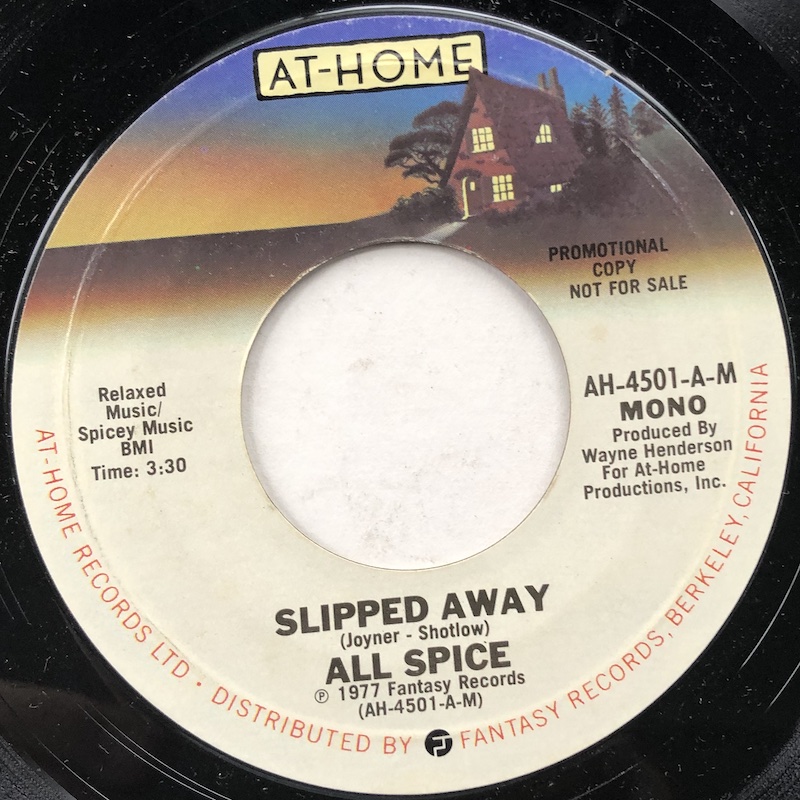 AT-HOME
PROMOTIONAL
COPY
NOT FOR SALE
Relaxed
Music/
Spicey Music
BMI
Time: 3:30
AH-4501-A-M
MONO
Produced By
Wayne Henderson
For At-Home
Productions, Inc.
SLIPPED AWAY
(Joyner - Shotlow)
ALL SPICE
℗ 1977 Fantasy Records
(AH-4501-A-M)
AT-HOME RECORDS LTD • DISTRIBUTED BY FJ FANTASY RECORDS, BERKELEY, CALIFORNIA